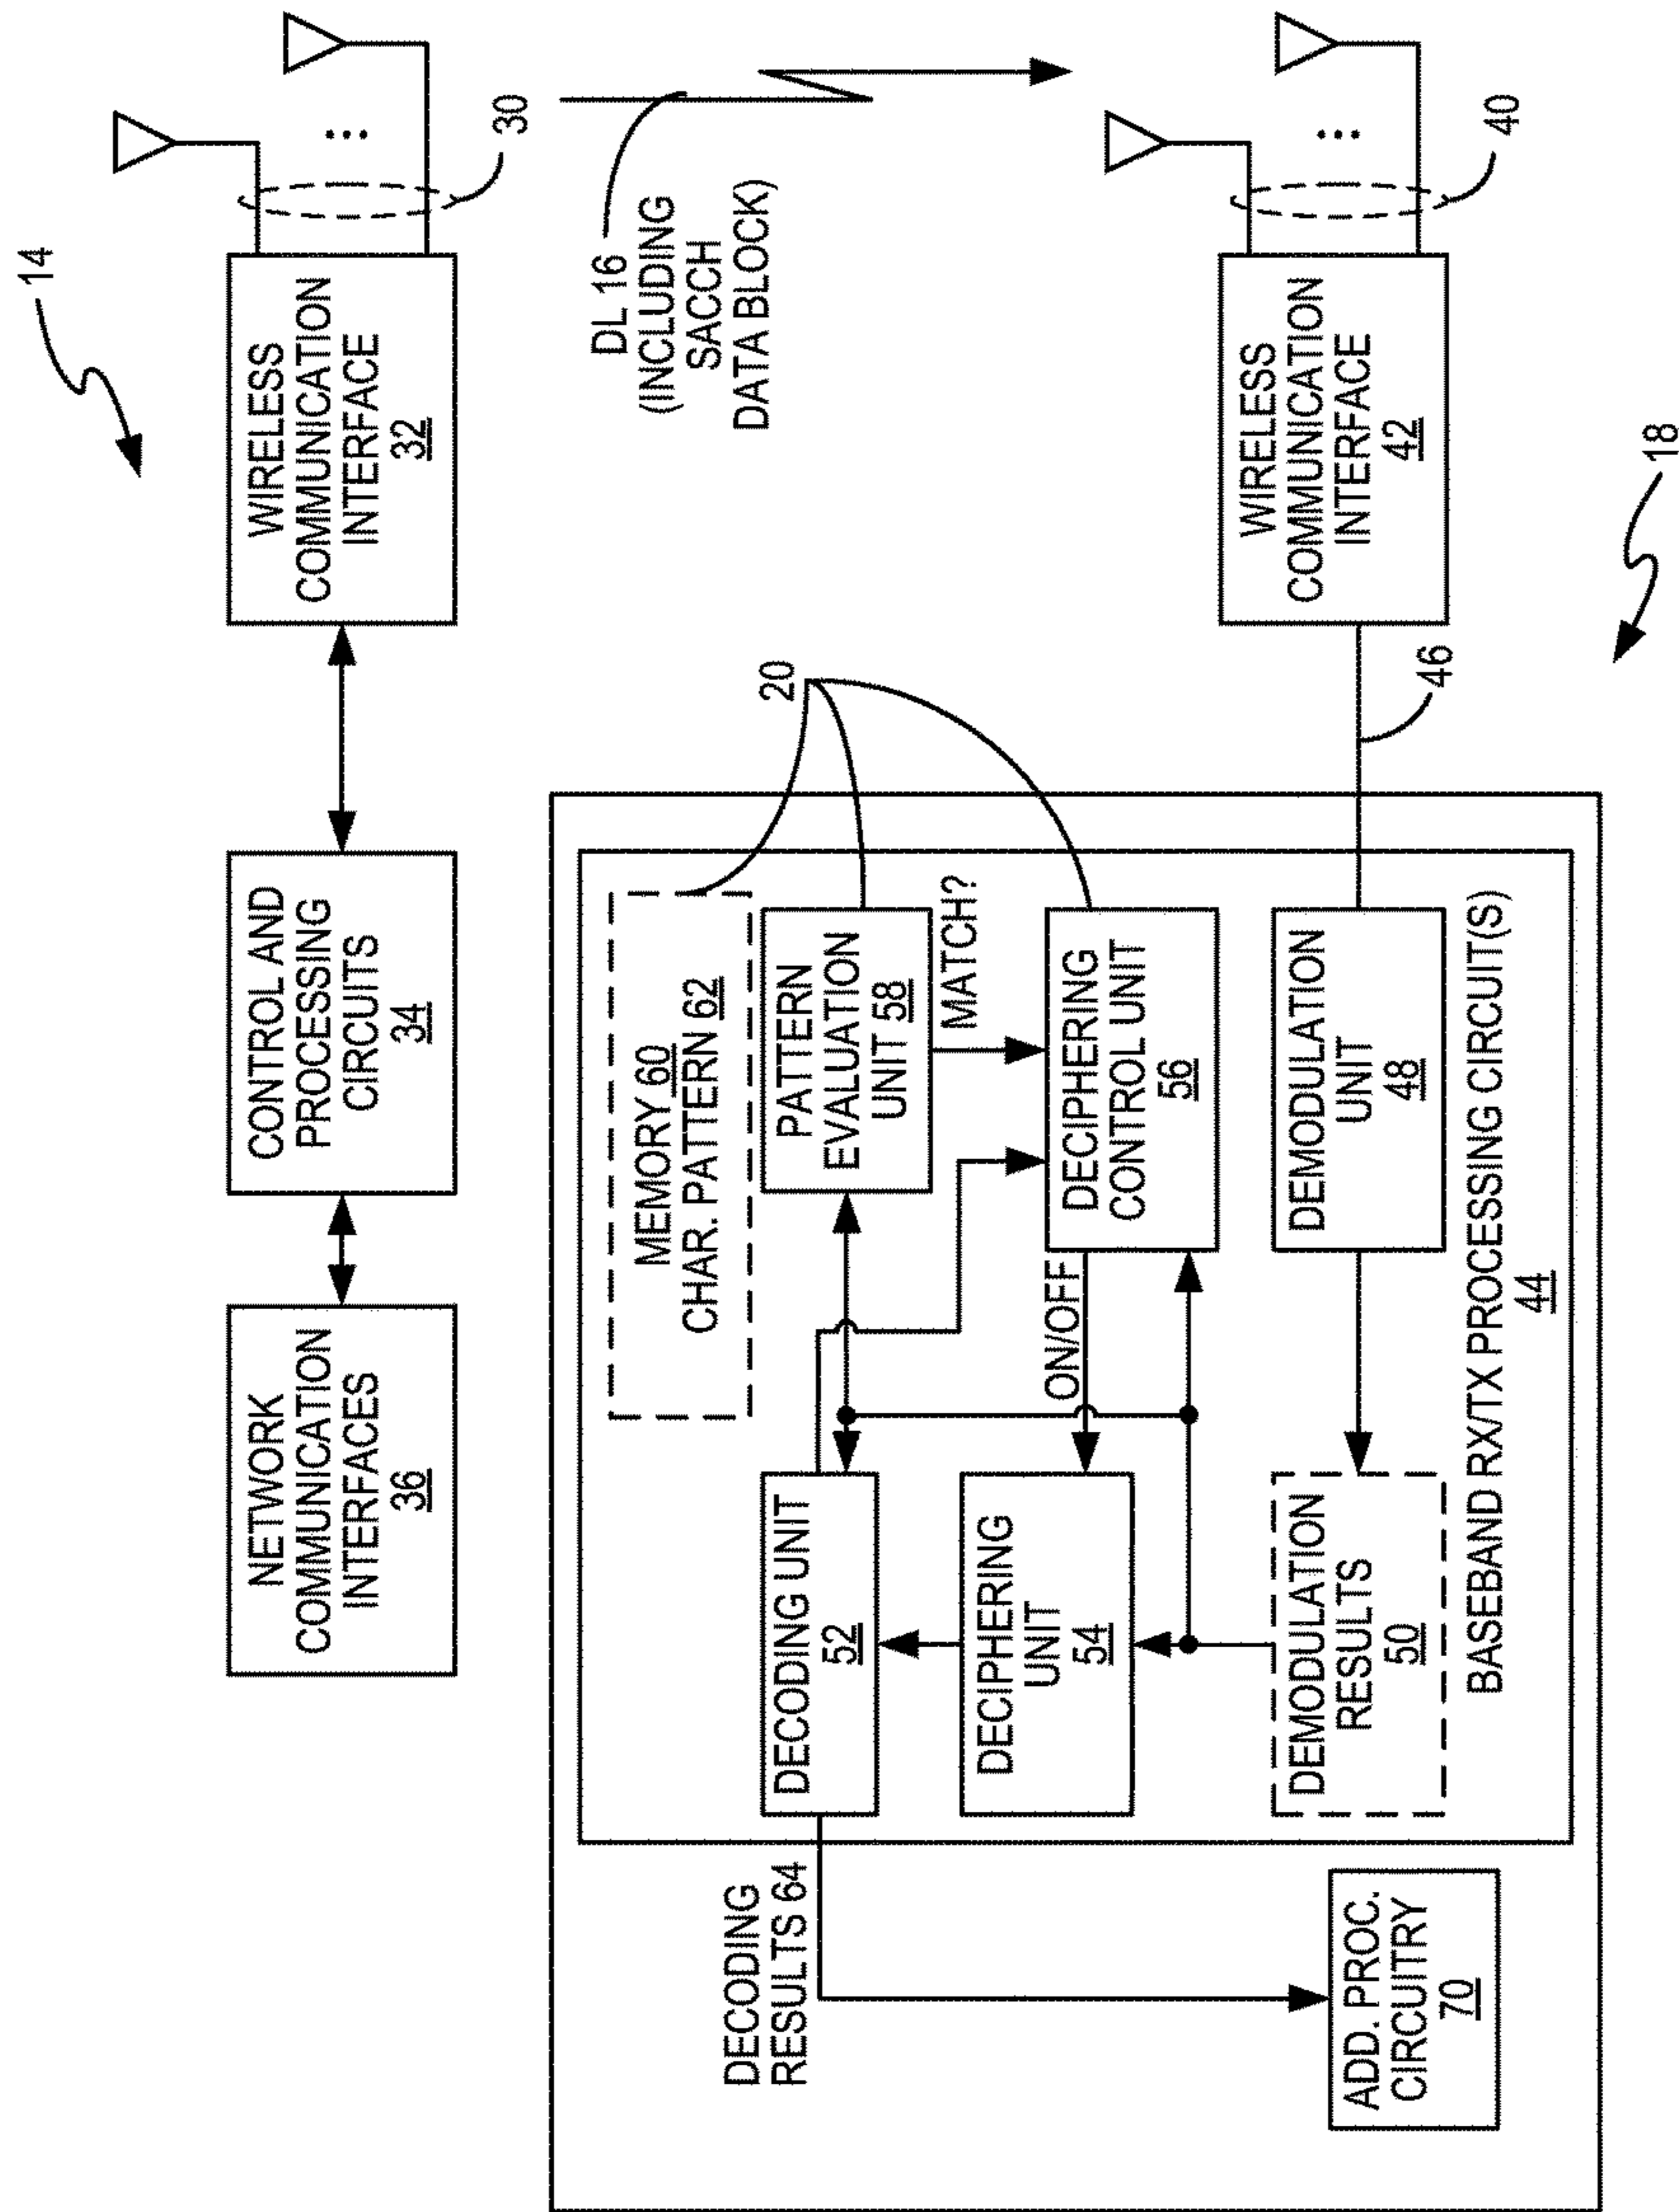 14
NETWORK
COMMUNICATION
INTERFACES
36
CONTROL AND
PROCESSING
CIRCUITS
34
WIRELESS
COMMUNICATION
INTERFACE
32
30
DL 16
(INCLUDING
SACCH
DATA BLOCK)
20
MEMORY 60
CHAR. PATTERN 62
DECODING
RESULTS 64
DECODING UNIT
52
PATTERN
EVALUATION
UNIT 58
MATCH?
DECIPHERING
UNIT
54
ON/OFF
DECIPHERING
CONTROL UNIT
56
DEMODULATION
RESULTS
50
DEMODULATION
UNIT
48
BASEBAND RX/TX PROCESSING CIRCUIT(S)
44
ADD. PROC.
CIRCUITRY
70
46
WIRELESS
COMMUNICATION
INTERFACE
42
40
18